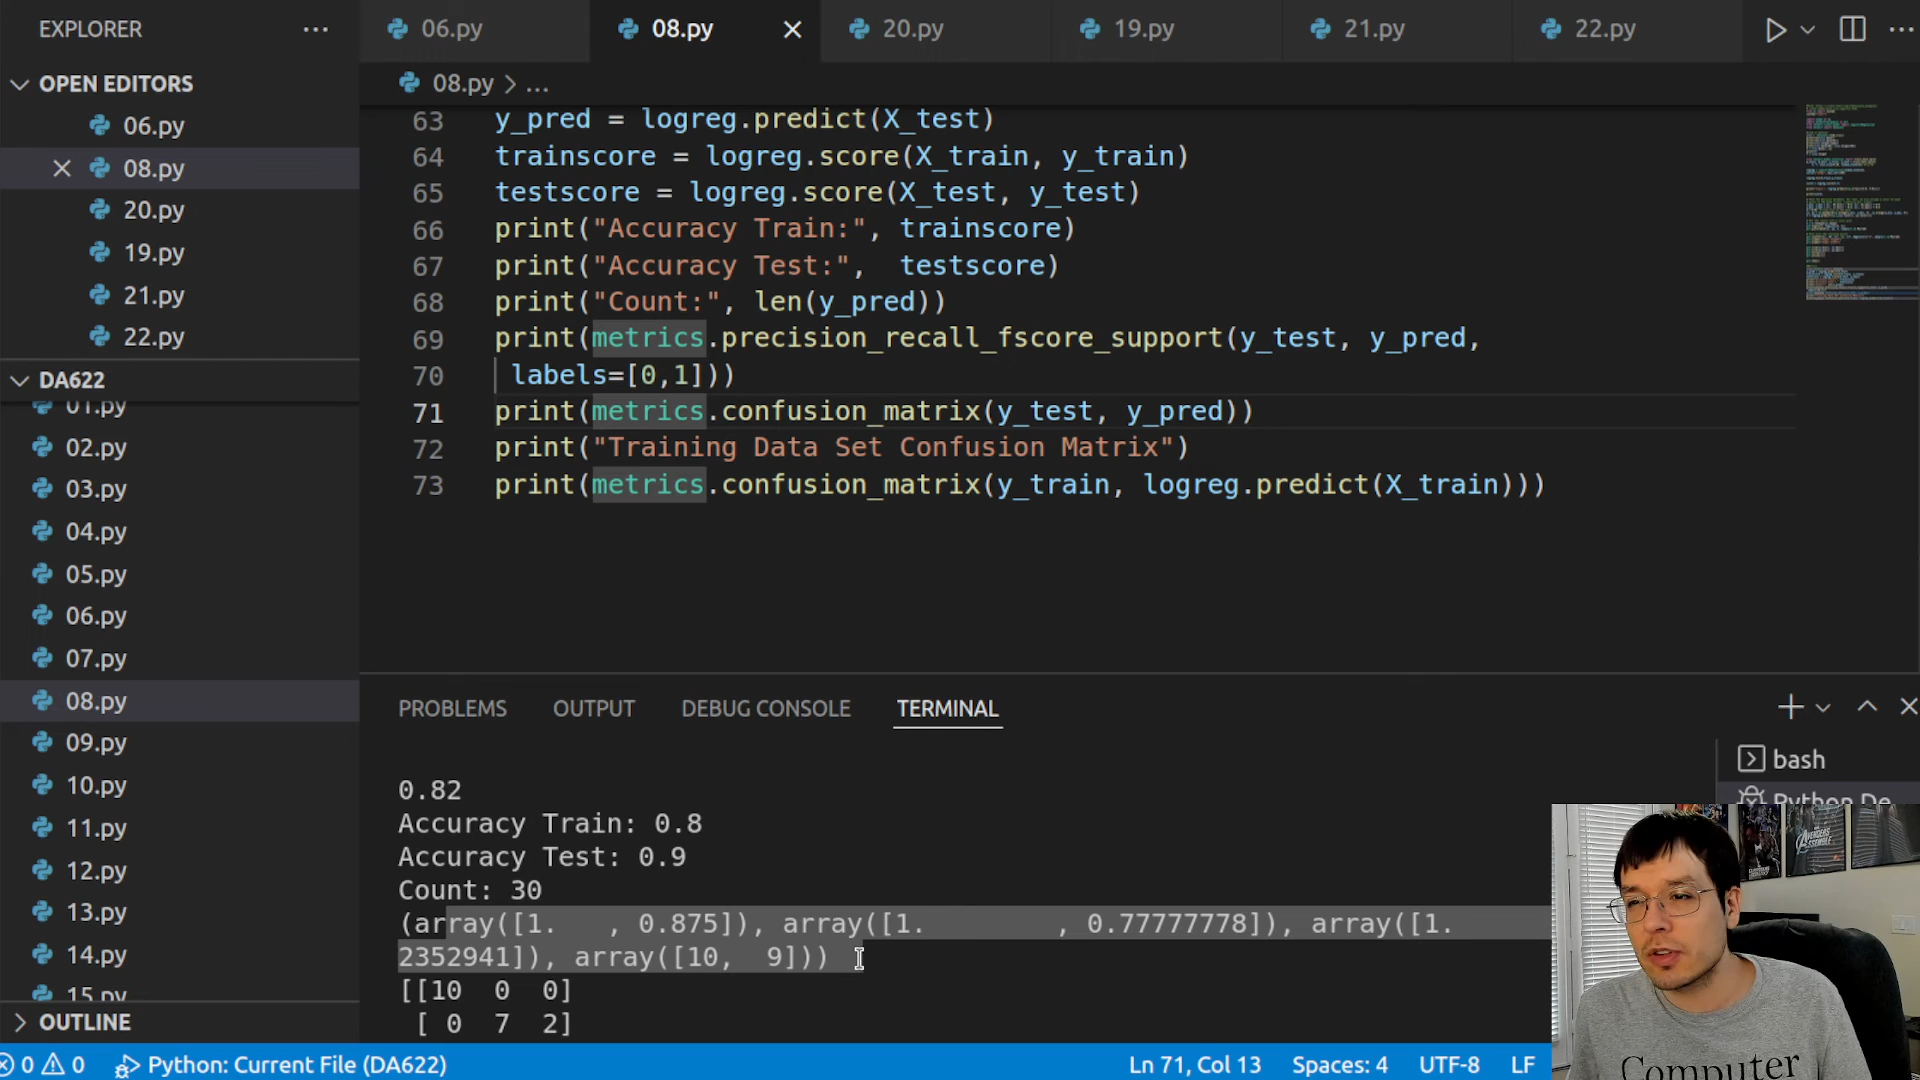 EXPLORER
06.py
08.py
20.py
19.py
21.py
22.py
OPEN EDITORS
06.py
08.py
20.py
19.py
21.py
22.py
DA622
01.py
02.py
03.py
04.py
05.py
06.py
07.py
08.py
09.py
10.py
11.py
12.py
13.py
14.py
15.py
OUTLINE
08.py > ...
63 y_pred = logreg.predict(X_test)
64 trainscore = logreg.score(X_train, y_train)
65 testscore = logreg.score(X_test, y_test)
66 print("Accuracy Train:", trainscore)
67 print("Accuracy Test:",  testscore)
68 print("Count:", len(y_pred))
69 print(metrics.precision_recall_fscore_support(y_test, y_pred,
70  labels=[0,1]))
71 print(metrics.confusion_matrix(y_test, y_pred))
72 print("Training Data Set Confusion Matrix")
73 print(metrics.confusion_matrix(y_train, logreg.predict(X_train)))
PROBLEMS
OUTPUT
DEBUG CONSOLE
TERMINAL
bash
Python De
0.82
Accuracy Train: 0.8
Accuracy Test: 0.9
Count: 30
(array([1.   , 0.875]), array([1.        , 0.77777778]), array([1.
2352941]), array([10,  9]))
[[10  0  0]
 [ 0  7  2]
0 0
Python: Current File (DA622)
Ln 71, Col 13
Spaces: 4
UTF-8
LF
Computer